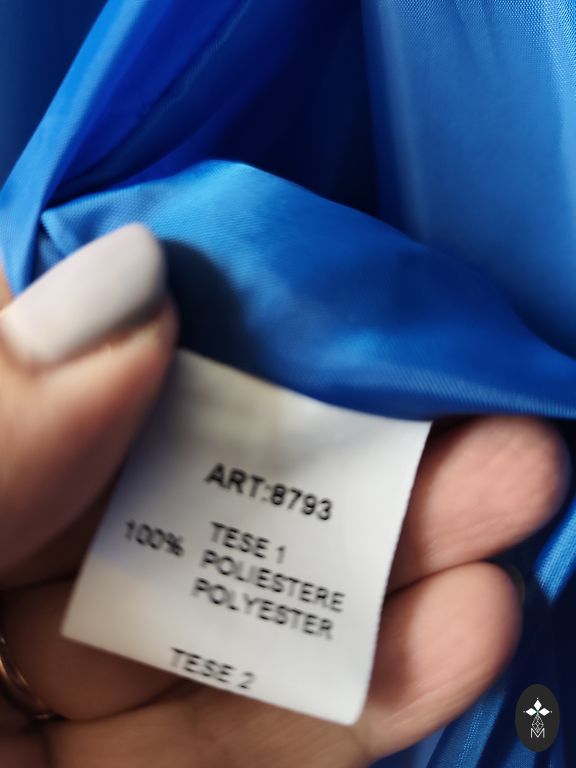 ART:8793
TESE 1
100% POLIESTERE
POLYESTER
TESE 2
M